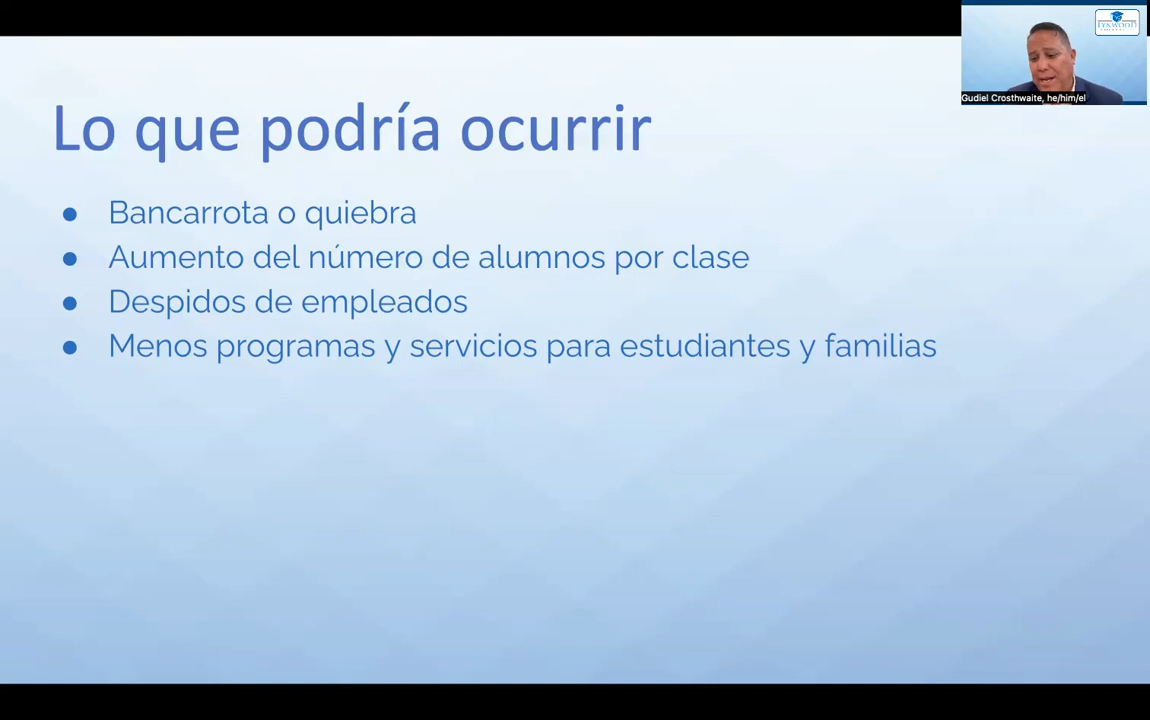 LYNWOOD
Gudiel Crosthwaite, he/him/el
Lo que podría ocurrir
● Bancarrota o quiebra
● Aumento del número de alumnos por clase
● Despidos de empleados
● Menos programas y servicios para estudiantes y familias